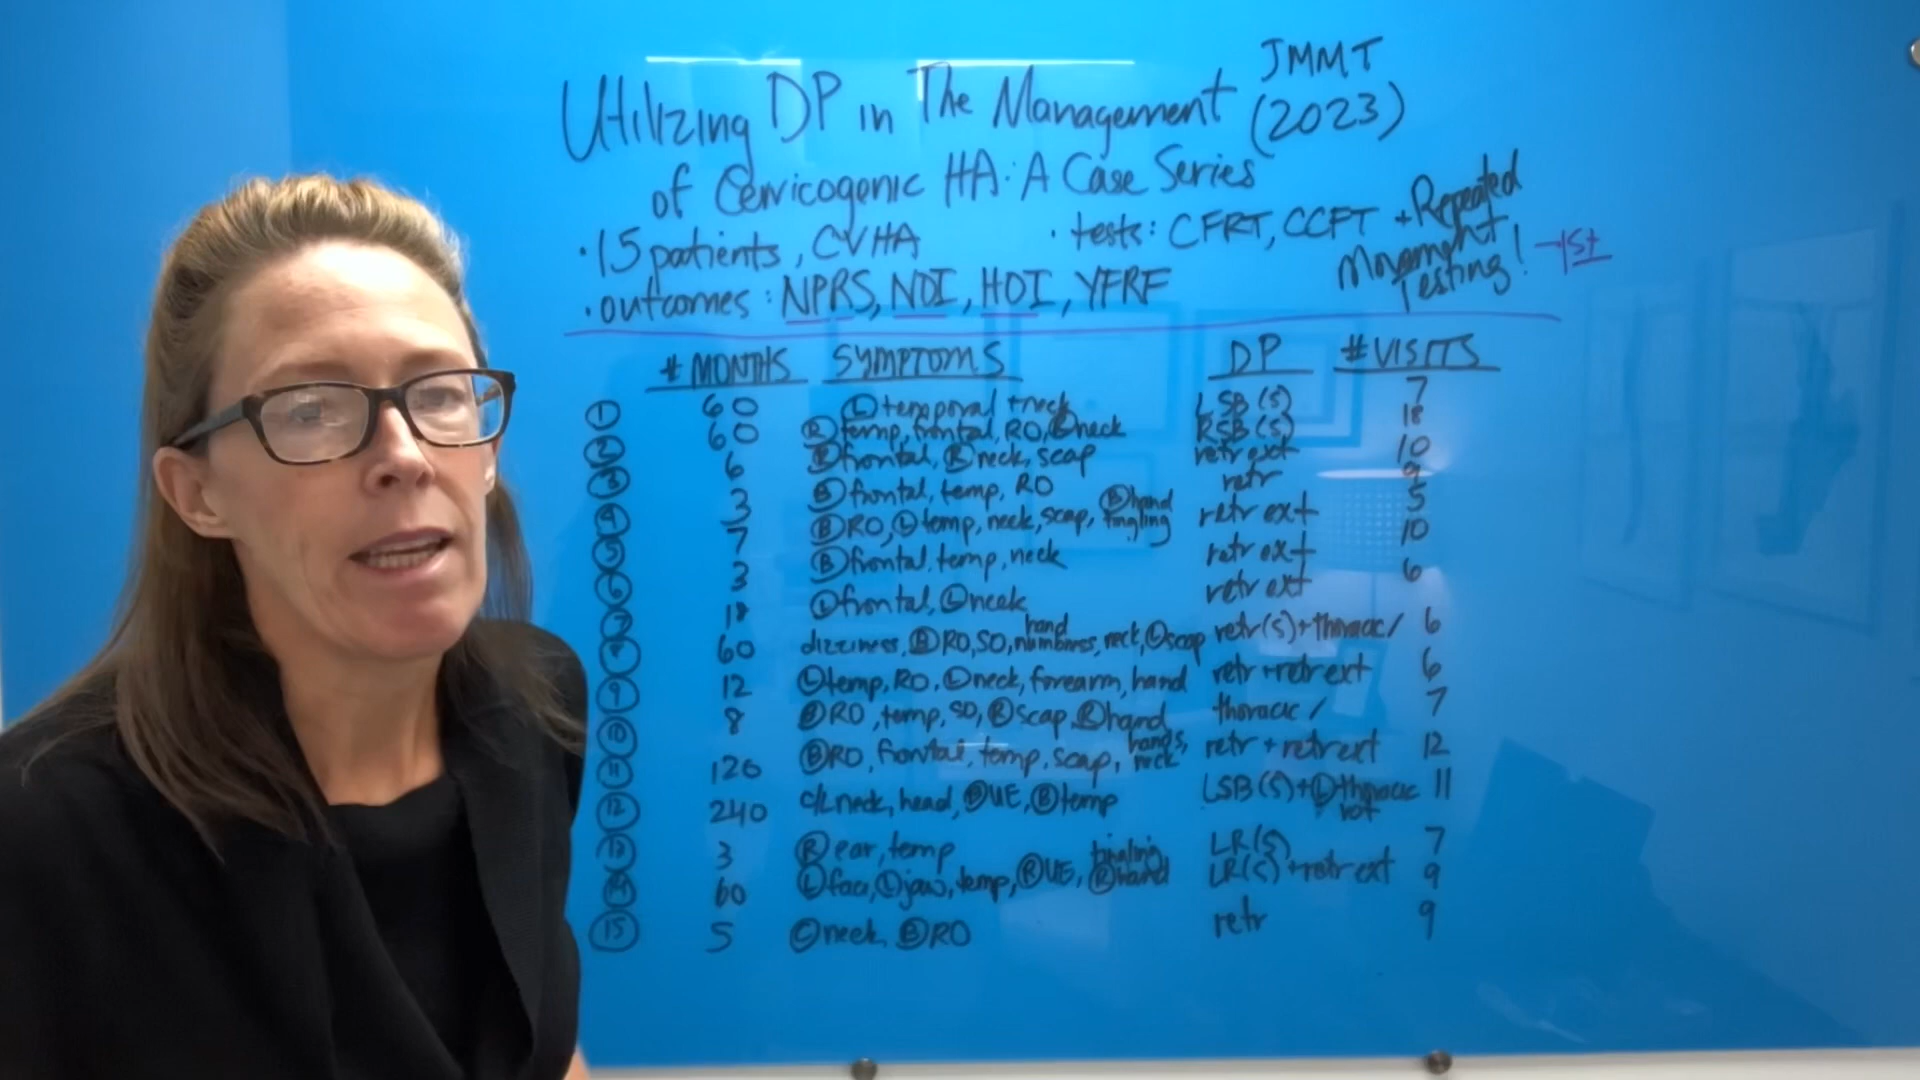 Utilizing DP in The Management JMMT
of Cervicogenic HA: A Case Series (2023)
· 15 patients, CVHA · tests: CFRT, CCFT + Repeated Movement Testing! → 1st
· outcomes: NPRS, NDI, HDI, YFRF
# MONTHS SYMPTOMS DP # VISITS
1 60 Ⓛ temporal + neck LSB(s) 7
2 60 Ⓡ temp, frontal, RO, neck RSB(s) 18
3 6 frontal, neck, scap retr ext 10
4 3 Ⓑ frontal, temp, RO retr 9
5 7 Ⓑ RO, Ⓛ temp, neck, scap, Ⓑ hand tingling retr ext 5
6 3 Ⓑ frontal, temp, neck retr ext 10
7 Ⓛ frontal, Ⓛ neck retr ext 6
8 60 dizziness, Ⓑ RO, SO, hand numbness, neck, Ⓛ scap retr(s) + thoracic / 6
9 12 Ⓛ temp, RO, Ⓛ neck, forearm, hand retr + retr ext 6
10 8 RO, temp, SO, Ⓡ scap, Ⓡ hand thoracic / 7
11 120 Ⓑ RO, frontal, temp, scap, hands, neck retr + retr ext 12
12 240 c/L neck, head, UE, Ⓑ temp LSB(s) + Ⓛ thoracic rot 11
13 3 Ⓡ ear, temp LR(s) 7
14 60 Ⓛ face, Ⓛ jaw, temp, Ⓡ UE, tingling Ⓡ hand LR(s) + retr ext 9
15 5 Ⓒ neck, Ⓑ RO retr 9